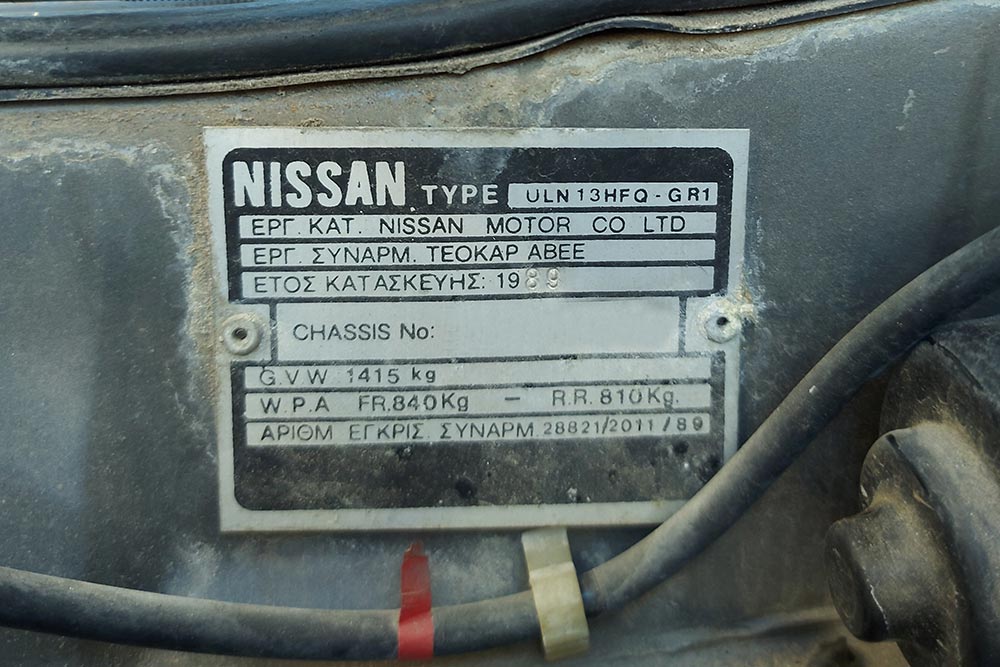 NISSAN TYPE ULN13HFQ-GR1
ΕΡΓ. ΚΑΤ. NISSAN MOTOR CO LTD
ΕΡΓ. ΣΥΝΑΡΜ. ΤΕΟΚΑΡ ΑΒΕΕ
ΕΤΟΣ ΚΑΤΑΣΚΕΥΗΣ: 1989
CHASSIS No:
G.V.W 1415 kg
W.P.A FR.840Kg - R.R.810Kg.
ΑΡΙΘΜ ΕΓΚΡΙΣ. ΣΥΝΑΡΜ. 28821/2011/89